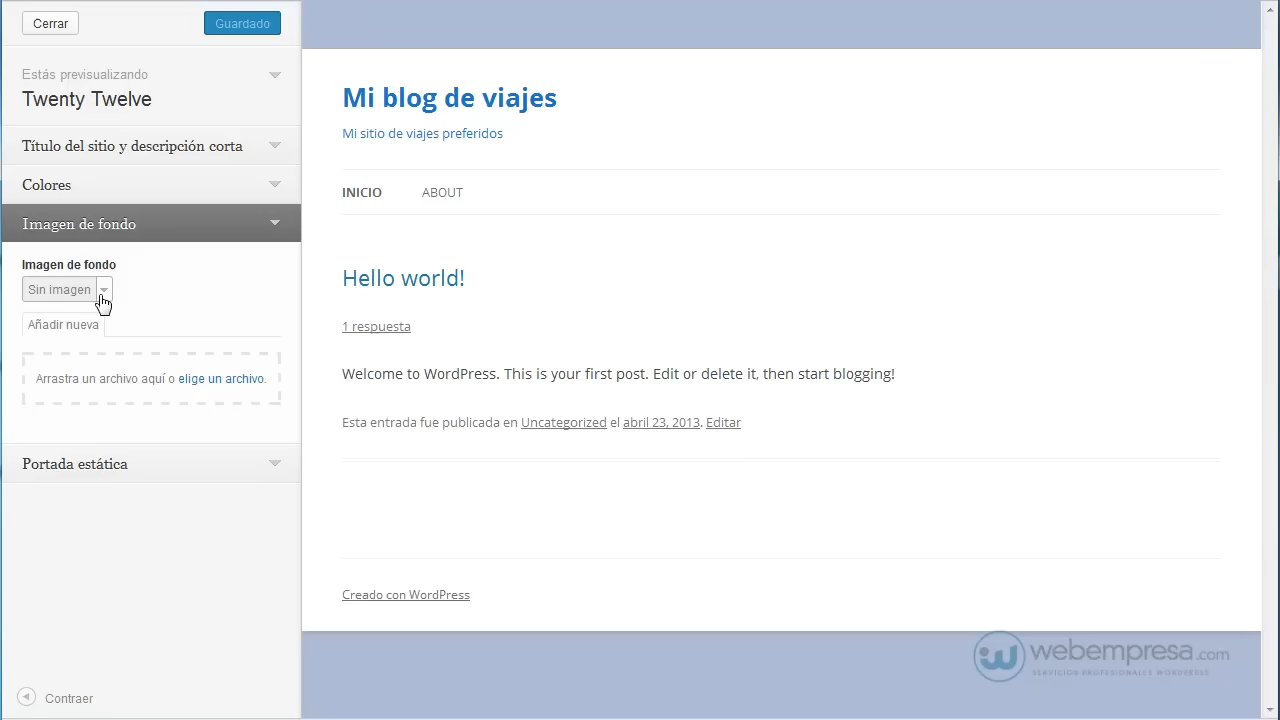 Cerrar
Guardado
Estás previsualizando
Twenty Twelve
Título del sitio y descripción corta
Colores
Imagen de fondo
Imagen de fondo
Sin imagen
Añadir nueva
Arrastra un archivo aquí o elige un archivo.
Portada estática
Contraer
Mi blog de viajes
Mi sitio de viajes preferidos
INICIO ABOUT
Hello world!
1 respuesta
Welcome to WordPress. This is your first post. Edit or delete it, then start blogging!
Esta entrada fue publicada en Uncategorized el abril 23, 2013. Editar
Creado con WordPress
webempresa.com
SERVICIOS PROFESIONALES WORDPRESS